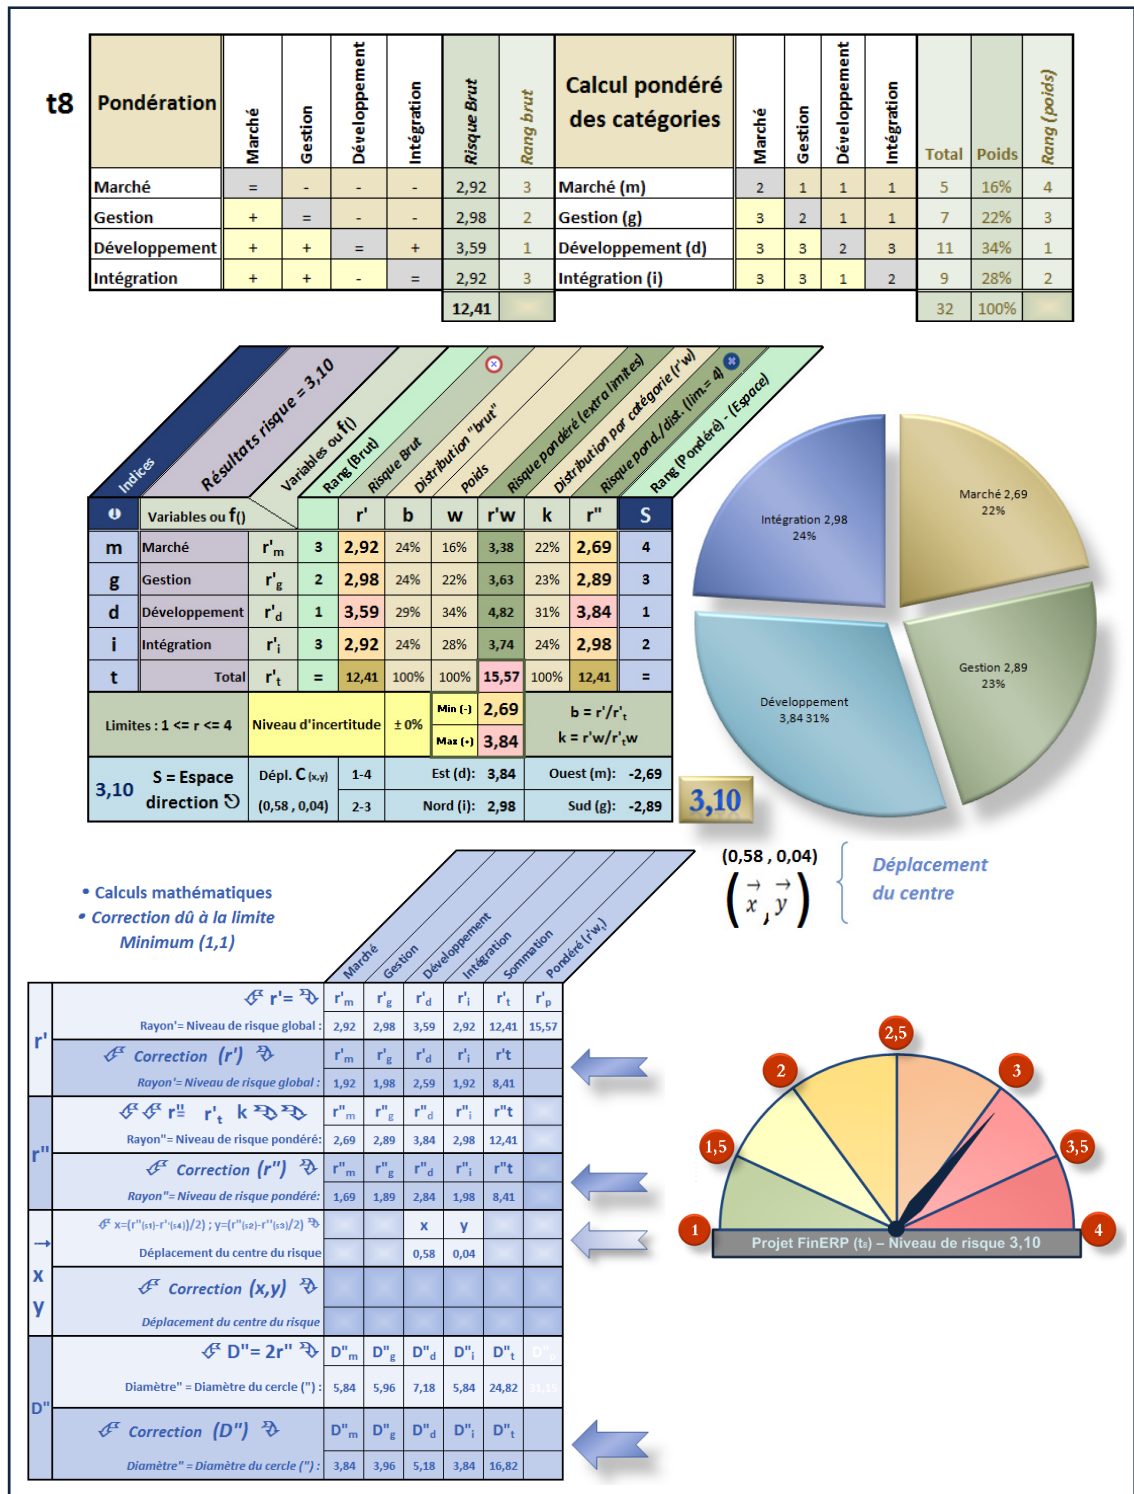 t8
Pondération Marché Gestion Développement Intégration Risque Brut Rang brut Calcul pondéré des catégories Marché Gestion Développement Intégration Total Poids Rang (poids)
Marché = - - - 2,92 3 Marché (m) 2 1 1 1 5 16% 4
Gestion + = - - 2,98 2 Gestion (g) 3 2 1 1 7 22% 3
Développement + + = + 3,59 1 Développement (d) 3 3 2 3 11 34% 1
Intégration + + - = 2,92 3 Intégration (i) 3 3 1 2 9 28% 2
12,41 32 100%
Indices Résultats risque = 3,10 Variables ou f() Rang (Brut) Risque Brut Distribution "brut" Poids Risque pondéré (extra limites) Distribution par catégorie (r'w) Risque pond./dist. (lim.= 4) Rang (Pondéré) - (Espace)
Variables ou f() r' b w r'w k r" S
m Marché r'm 3 2,92 24% 16% 3,38 22% 2,69 4
g Gestion r'g 2 2,98 24% 22% 3,63 23% 2,89 3
d Développement r'd 1 3,59 29% 34% 4,82 31% 3,84 1
i Intégration r'i 3 2,92 24% 28% 3,74 24% 2,98 2
t Total r't = 12,41 100% 100% 15,57 100% 12,41 =
Limites : 1 <= r <= 4 Niveau d'incertitude ± 0% Min (-) 2,69 b = r'/r't
Max (+) 3,84 k = r'w/r'tw
3,10 S = Espace direction Dépl. C (x,y) 1-4 Est (d): 3,84 Ouest (m): -2,69
(0,58 , 0,04) 2-3 Nord (i): 2,98 Sud (g): -2,89
Intégration 2,98
24%
Marché 2,69
22%
Développement
3,84 31%
Gestion 2,89
23%
3,10
(0,58 , 0,04)
(x , y)
Déplacement
du centre
• Calculs mathématiques
• Correction dû à la limite
Minimum (1,1)
Marché Gestion Développement Intégration Sommation Pondéré (r'wt)
r' r'= r'm r'g r'd r'i r't r'p
Rayon'= Niveau de risque global : 2,92 2,98 3,59 2,92 12,41 15,57
Correction (r') r'm r'g r'd r'i r't
Rayon'= Niveau de risque global : 1,92 1,98 2,59 1,92 8,41
r" r"= r't k r"m r"g r"d r"i r"t
Rayon"= Niveau de risque pondéré: 2,69 2,89 3,84 2,98 12,41
Correction (r") r"m r"g r"d r"i r"t
Rayon"= Niveau de risque pondéré: 1,69 1,89 2,84 1,98 8,41
→ x y x=(r"(s1)-r"(s4))/2) ; y=(r"(s2)-r"(s3)/2) x y
Déplacement du centre du risque 0,58 0,04
Correction (x,y)
Déplacement du centre du risque
D" D"= 2r" D"m D"g D"d D"i D"t D"p
Diamètre" = Diamètre du cercle (") : 5,84 5,96 7,18 5,84 24,82 31,15
Correction (D") D"m D"g D"d D"i D"t
Diamètre" = Diamètre du cercle (") : 3,84 3,96 5,18 3,84 16,82
1
1,5
2
2,5
3
3,5
4
Projet FinERP (t8) – Niveau de risque 3,10